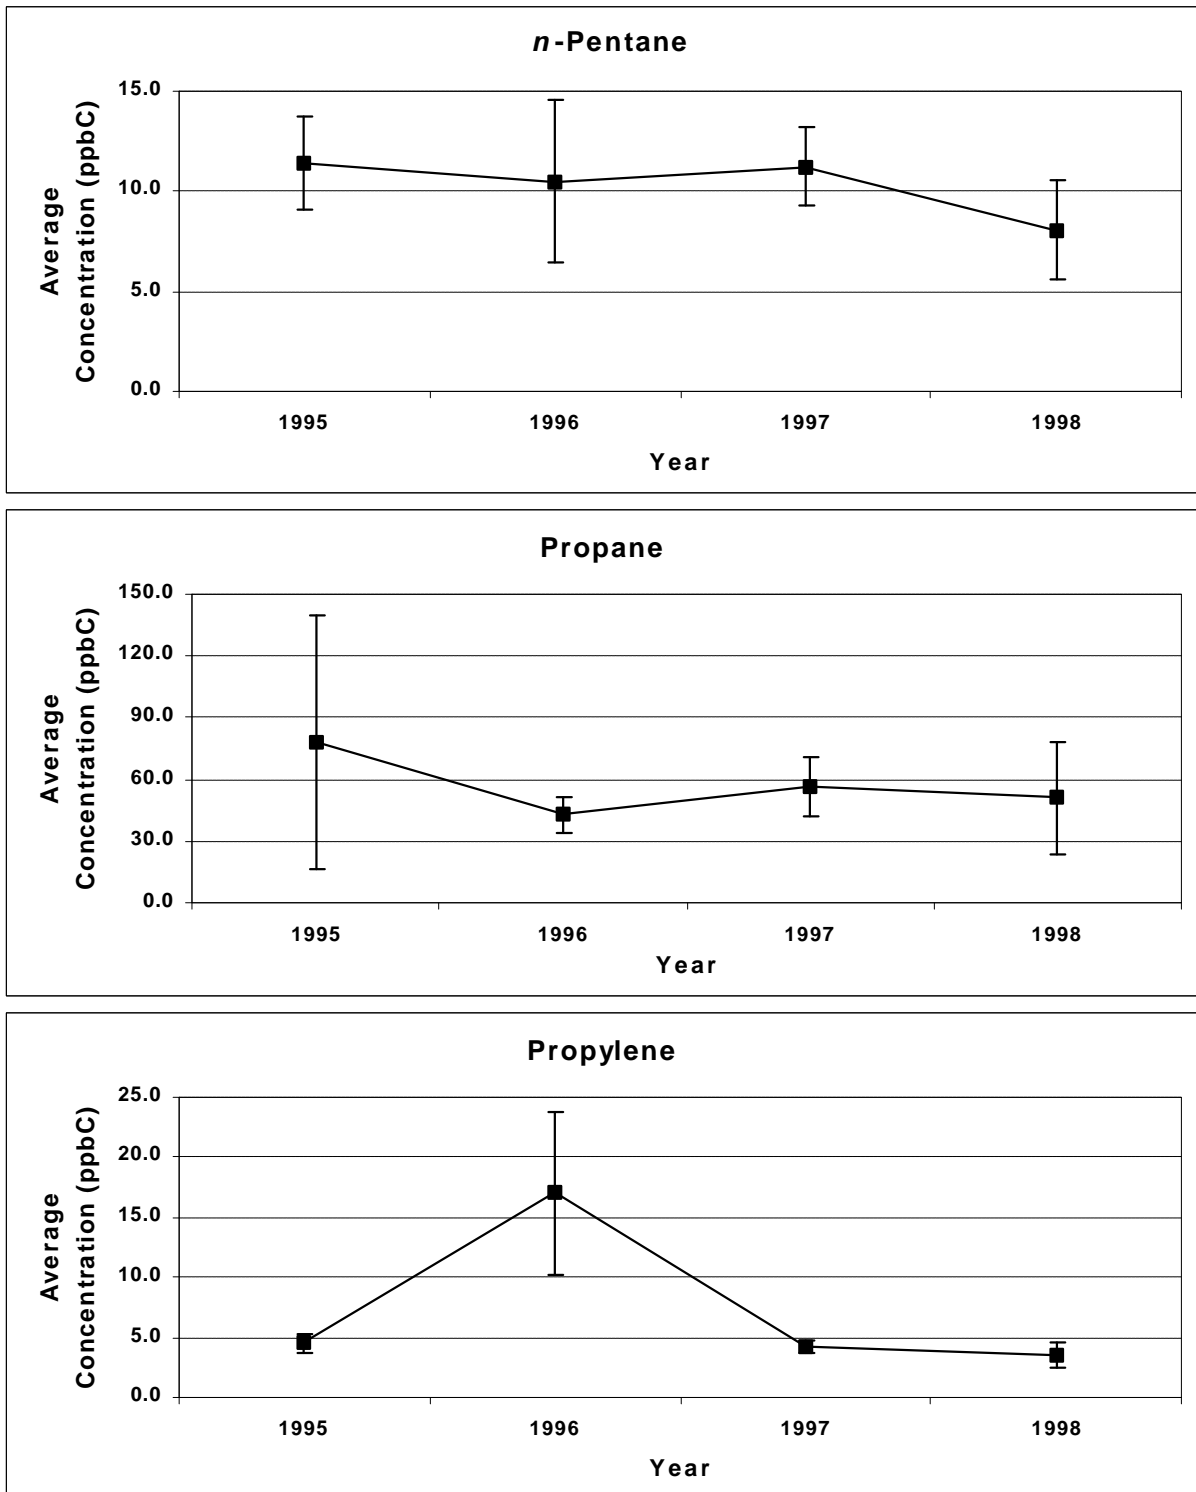 n-Pentane
Average
Concentration (ppbC)
15.0
10.0
5.0
0.0
1995 1996 1997 1998
Year
Propane
Average
Concentration (ppbC)
150.0
120.0
90.0
60.0
30.0
0.0
1995 1996 1997 1998
Year
Propylene
Average
Concentration (ppbC)
25.0
20.0
15.0
10.0
5.0
0.0
1995 1996 1997 1998
Year